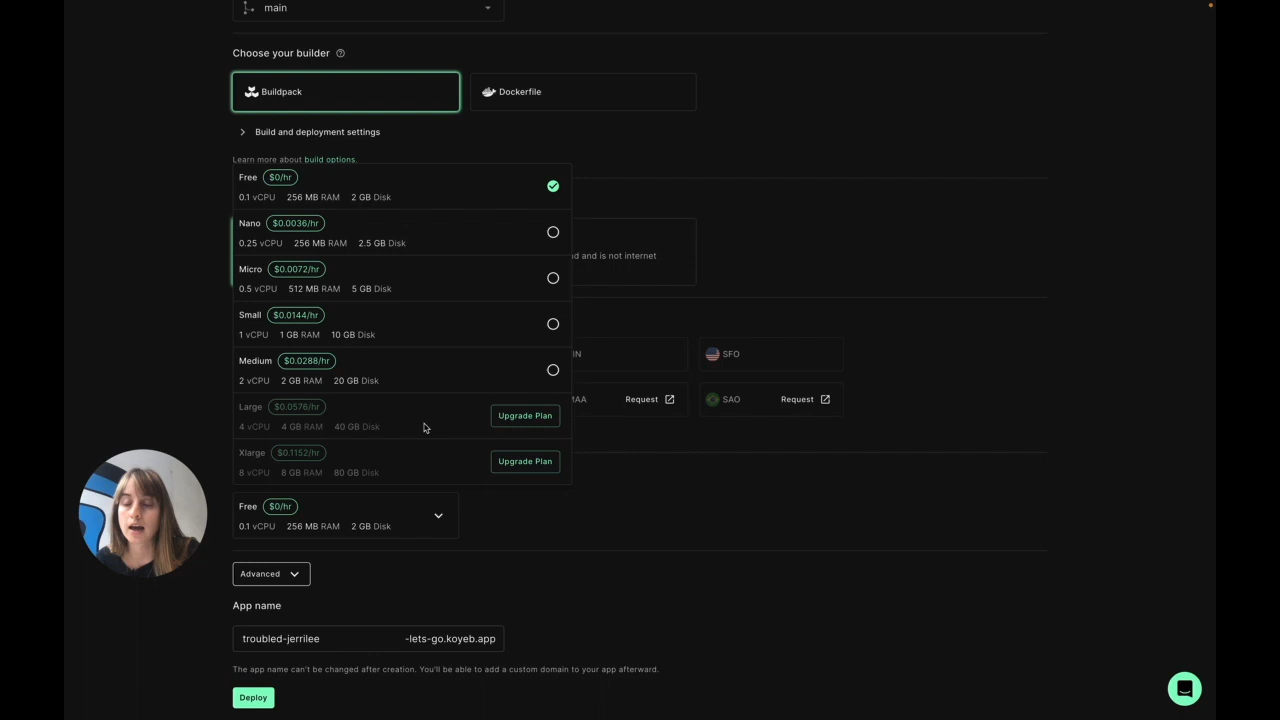 main
Choose your builder
Buildpack
Dockerfile
Build and deployment settings
Learn more about build options.
Free $0/hr
0.1 vCPU 256 MB RAM 2 GB Disk
Nano $0.0036/hr
0.25 vCPU 256 MB RAM 2.5 GB Disk
d and is not internet
Micro $0.0072/hr
0.5 vCPU 512 MB RAM 5 GB Disk
Small $0.0144/hr
1 vCPU 1 GB RAM 10 GB Disk
IN
SFO
Medium $0.0288/hr
2 vCPU 2 GB RAM 20 GB Disk
MAA Request
SAO Request
Large $0.0576/hr
4 vCPU 4 GB RAM 40 GB Disk
Upgrade Plan
Xlarge $0.1152/hr
8 vCPU 8 GB RAM 80 GB Disk
Upgrade Plan
Free $0/hr
0.1 vCPU 256 MB RAM 2 GB Disk
Advanced
App name
troubled-jerrilee -lets-go.koyeb.app
The app name can't be changed after creation. You'll be able to add a custom domain to your app afterward.
Deploy